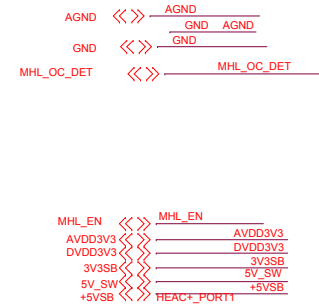 AGND AGND
GND AGND
GND GND
MHL_OC_DET MHL_OC_DET
MHL_EN MHL_EN
AVDD3V3 AVDD3V3
DVDD3V3 DVDD3V3
3V3SB 3V3SB
5V_SW 5V_SW
+5VSB HEAC+_PORT1 +5VSB